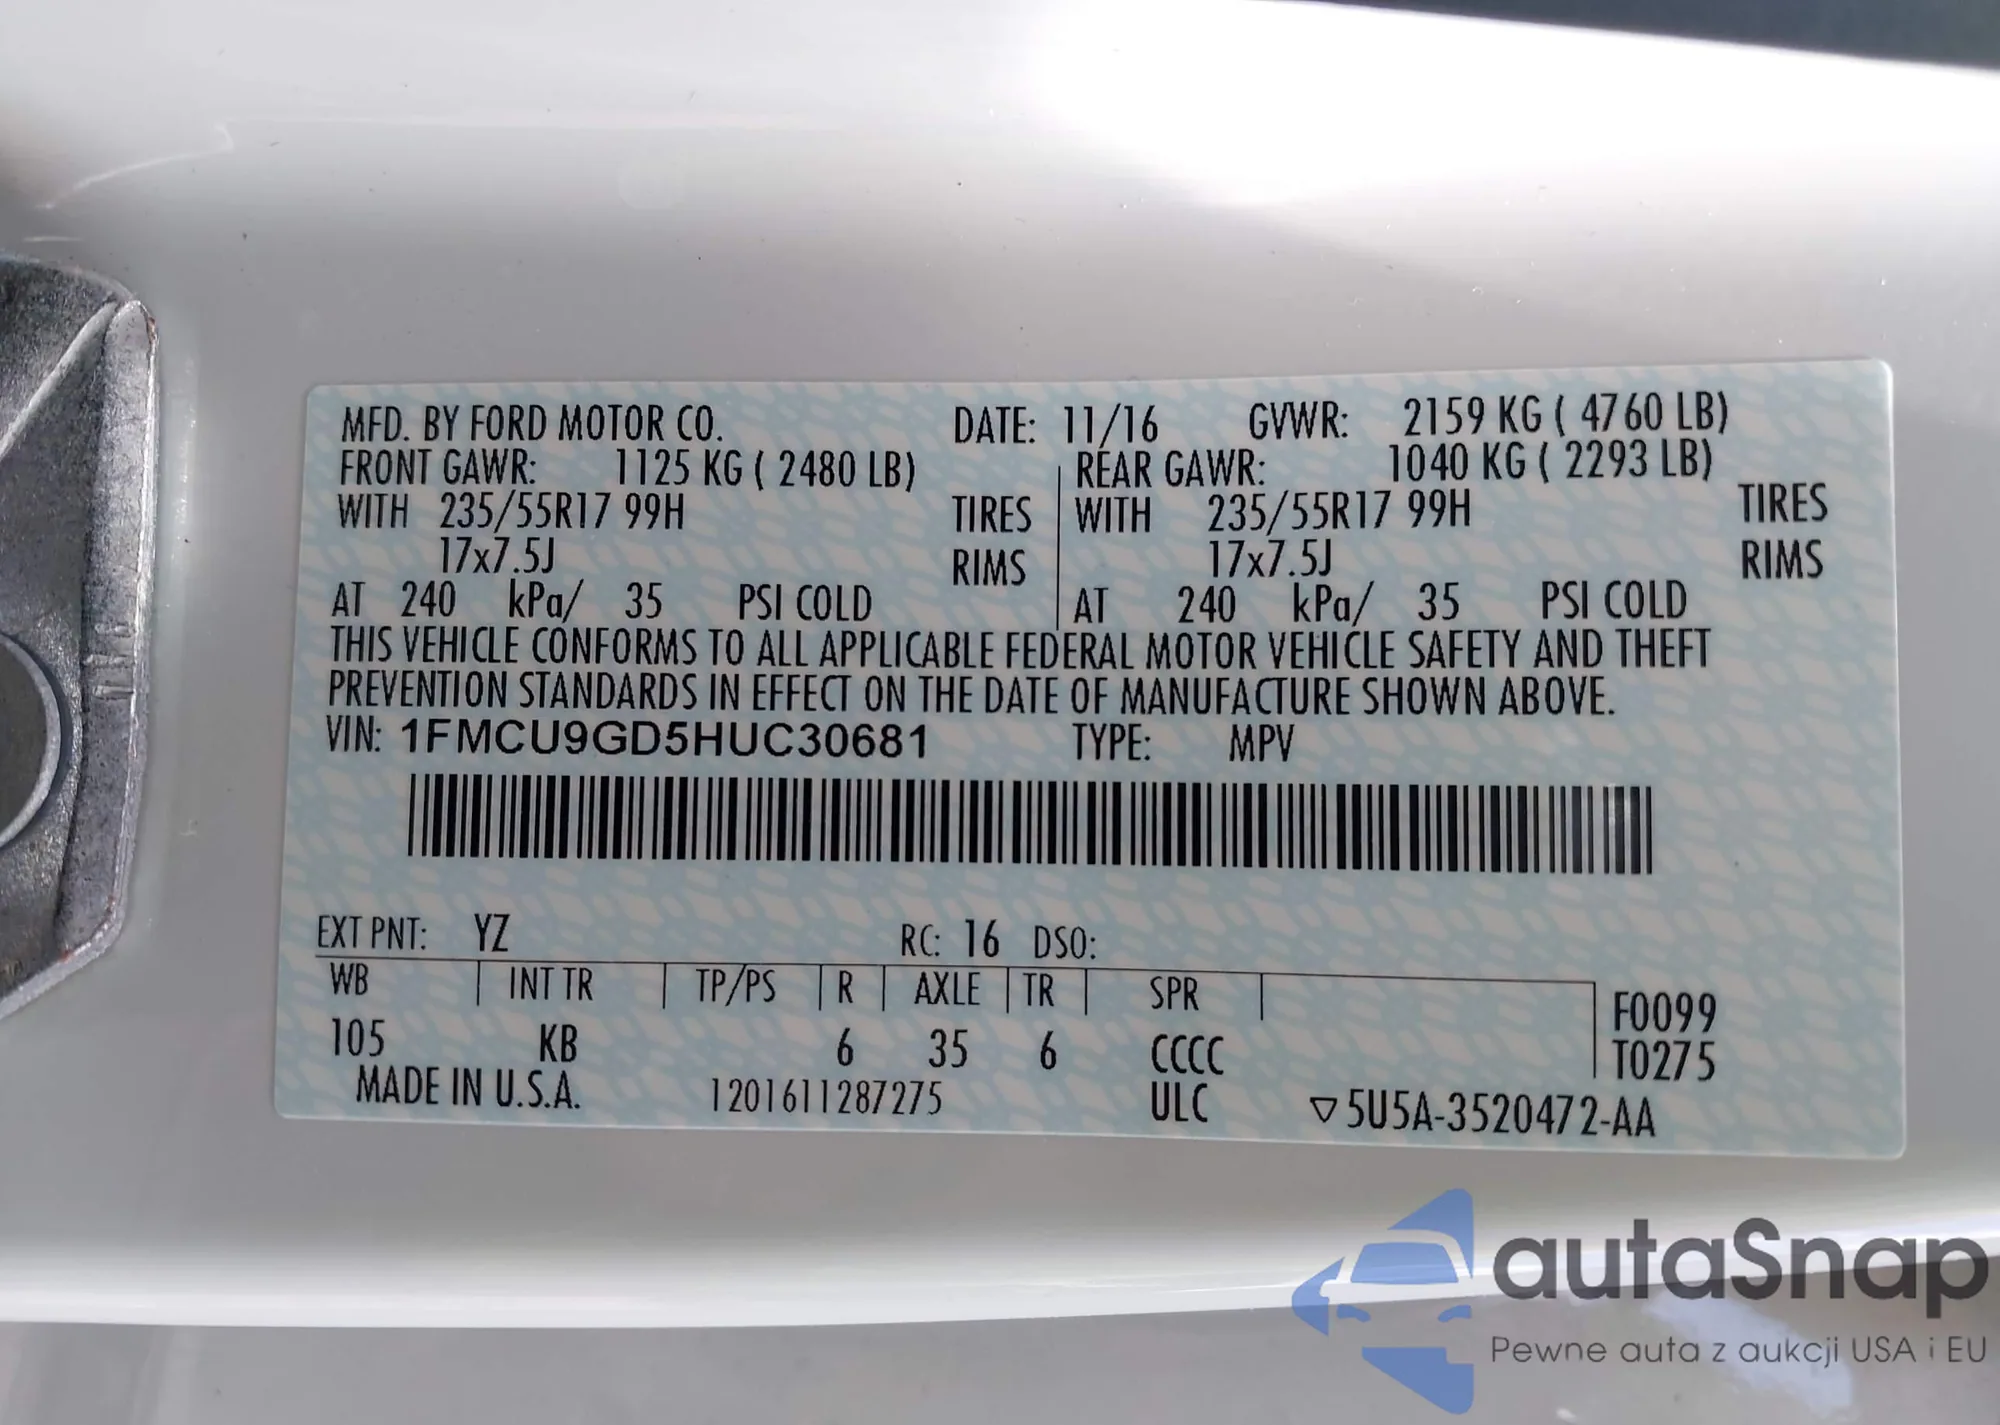 MFD. BY FORD MOTOR CO. DATE: 11/16 GVWR: 2159 KG ( 4760 LB)
FRONT GAWR: 1125 KG ( 2480 LB) REAR GAWR: 1040 KG ( 2293 LB)
WITH 235/55R17 99H TIRES WITH 235/55R17 99H TIRES
17x7.5J RIMS 17x7.5J RIMS
AT 240 kPa/ 35 PSI COLD AT 240 kPa/ 35 PSI COLD
THIS VEHICLE CONFORMS TO ALL APPLICABLE FEDERAL MOTOR VEHICLE SAFETY AND THEFT
PREVENTION STANDARDS IN EFFECT ON THE DATE OF MANUFACTURE SHOWN ABOVE.
VIN: 1FMCU9GD5HUC30681 TYPE: MPV
EXT PNT: YZ RC: 16 DSO:
WB INT TR TP/PS R AXLE TR SPR F0099
105 KB 6 35 6 CCCC T0275
MADE IN U.S.A. 1201611287275 ULC ▽5U5A-3520472-AA
autaSnap
Pewne auta z aukcji USA i EU